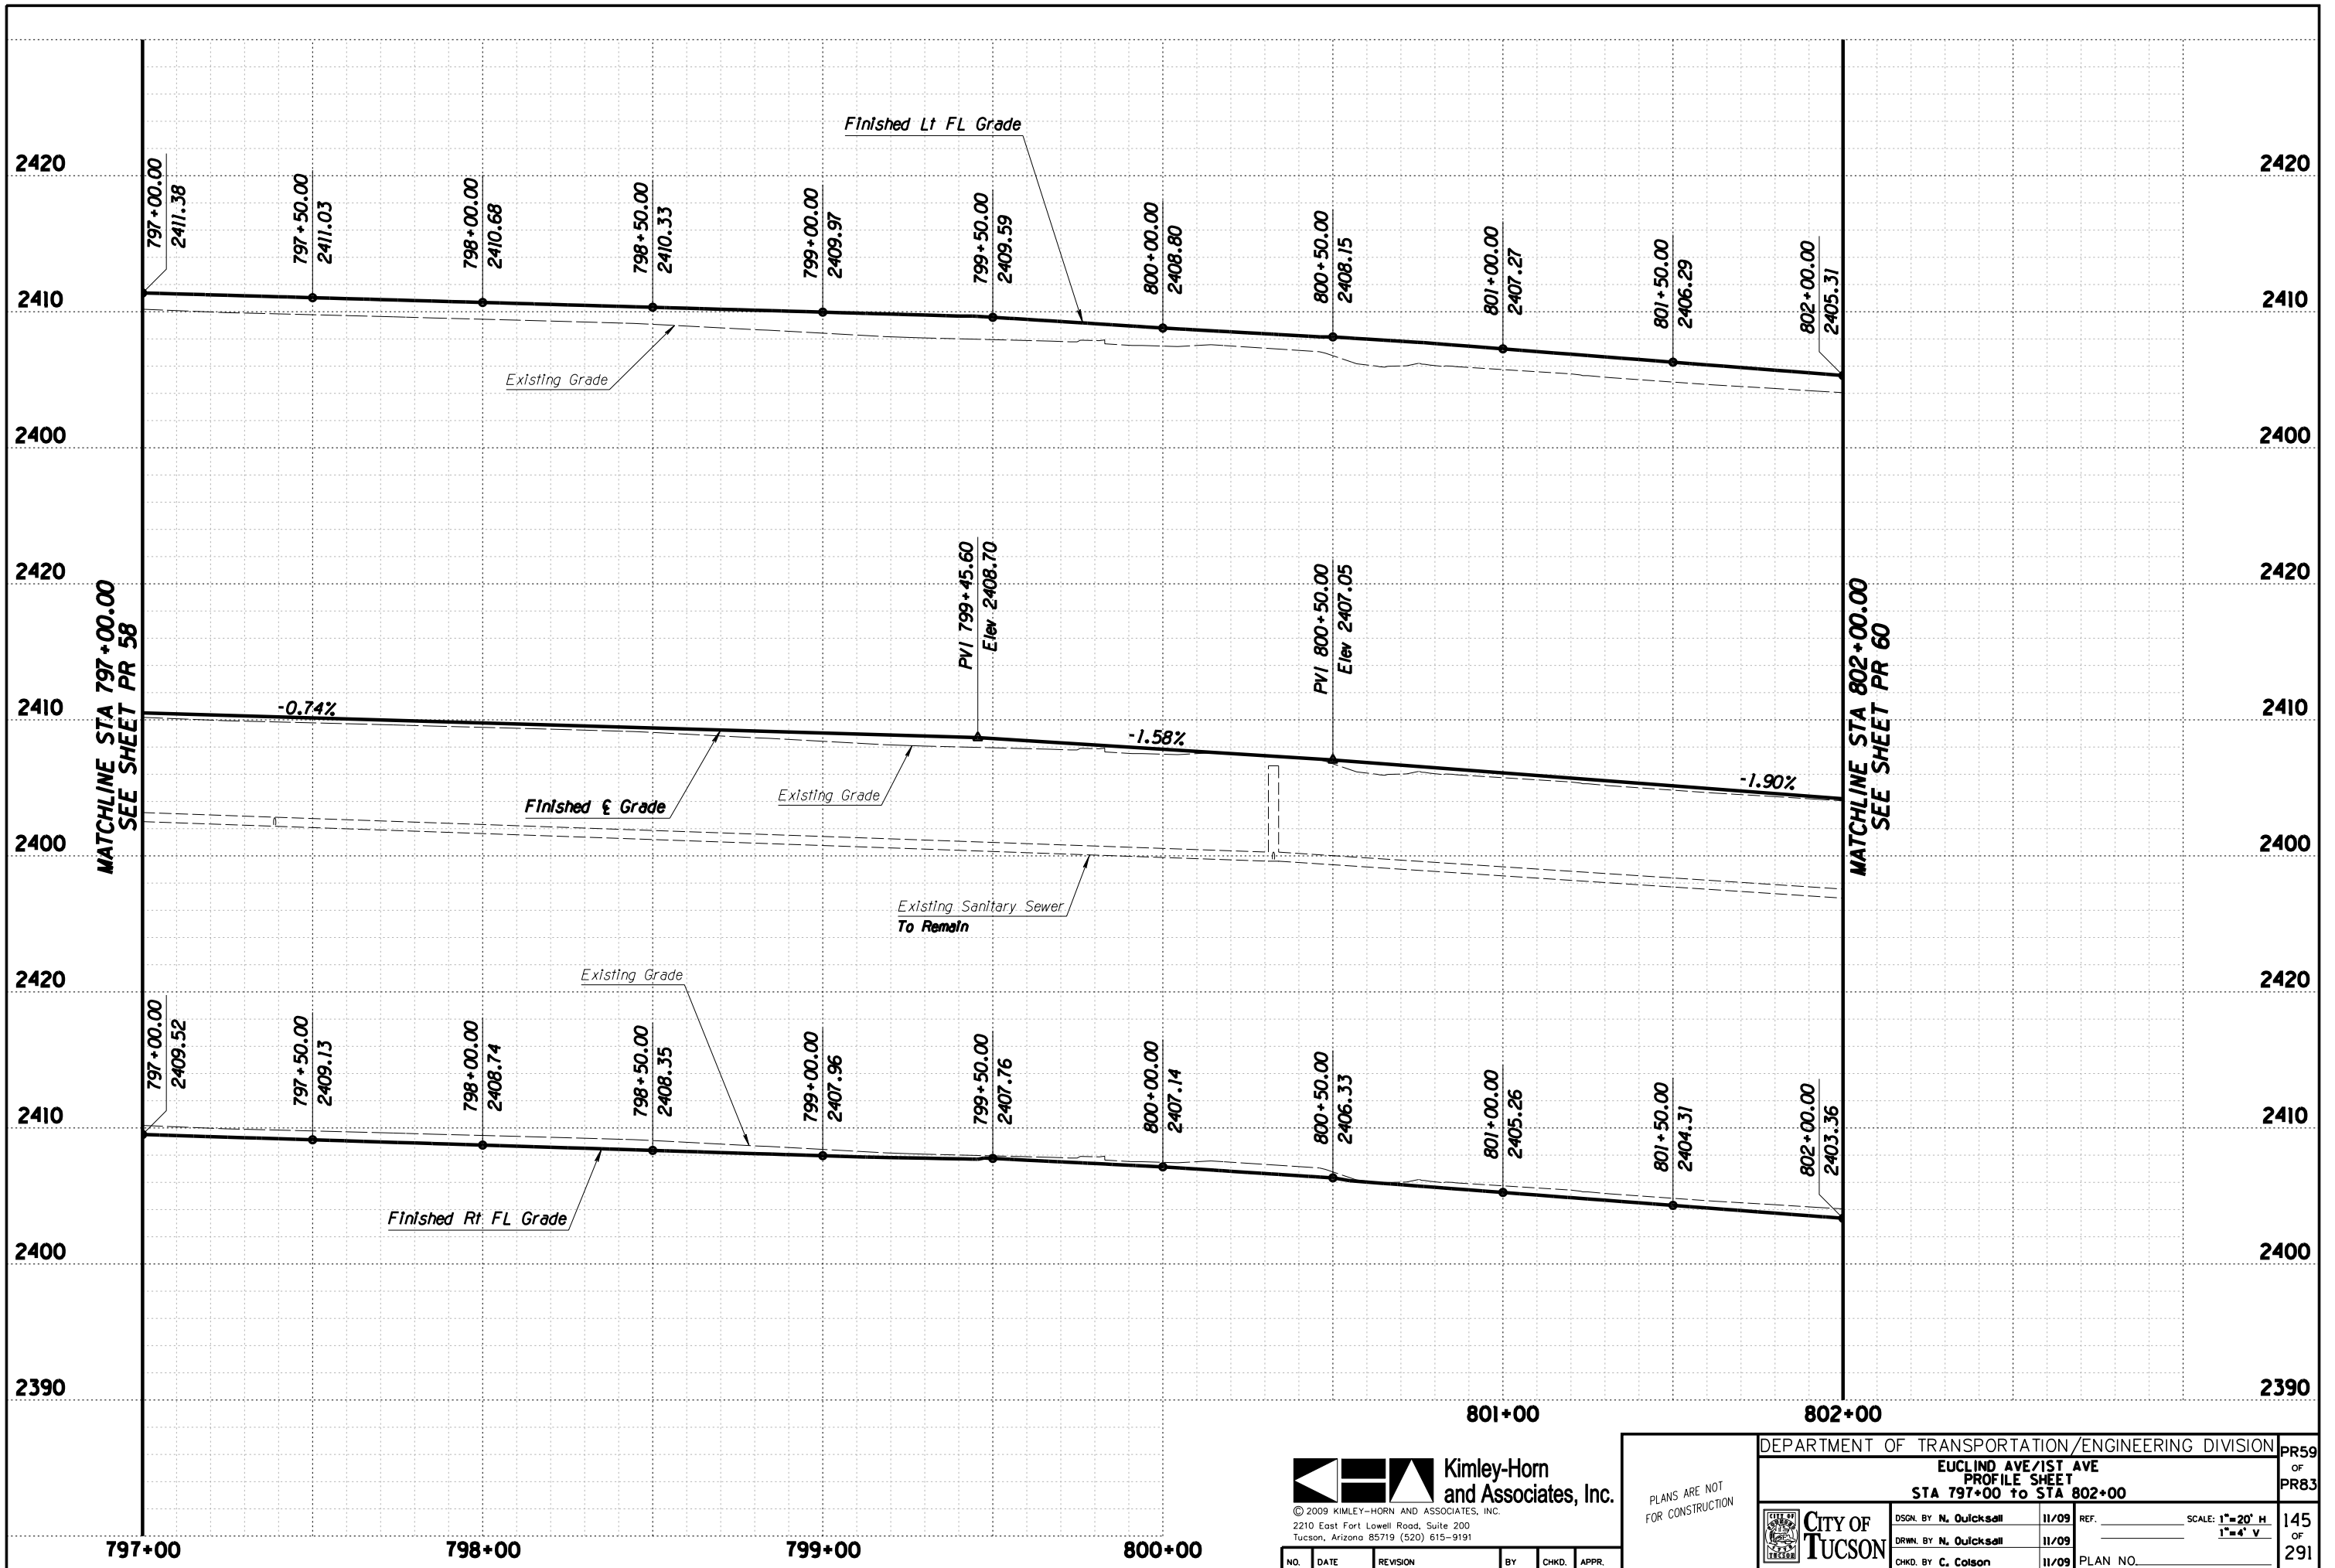 Finished Lt FL Grade
2420
2420
797+00.00
2411.38
797+50.00
2411.03
798+00.00
2410.68
798+50.00
2410.33
799+00.00
2409.97
799+50.00
2409.59
800+00.00
2408.80
800+50.00
2408.15
801+00.00
2407.27
801+50.00
2406.29
802+00.00
2405.31
2410
2410
Existing Grade
2400
2400
PVI 799+45.60
Elev 2408.70
PVI 800+50.00
Elev 2407.05
2420
2420
MATCHLINE STA 797+00.00
SEE SHEET PR 58
MATCHLINE STA 802+00.00
SEE SHEET PR 60
2410
2410
-0.74%
-1.58%
-1.90%
Existing Grade
Finished ℄ Grade
2400
2400
Existing Sanitary Sewer
To Remain
Existing Grade
2420
2420
797+00.00
2409.52
797+50.00
2409.13
798+00.00
2408.74
798+50.00
2408.35
799+00.00
2407.96
799+50.00
2407.76
800+00.00
2407.14
800+50.00
2406.33
801+00.00
2405.26
801+50.00
2404.31
802+00.00
2403.36
2410
2410
Finished Rt FL Grade
2400
2400
2390
2390
801+00
802+00
797+00
798+00
799+00
800+00
Kimley-Horn
and Associates, Inc.
© 2009 KIMLEY-HORN AND ASSOCIATES, INC.
2210 East Fort Lowell Road, Suite 200
Tucson, Arizona 85719 (520) 615-9191
NO. DATE REVISION BY CHKD. APPR.
PLANS ARE NOT
FOR CONSTRUCTION
DEPARTMENT OF TRANSPORTATION/ENGINEERING DIVISION
EUCLIND AVE/1ST AVE
PROFILE SHEET
STA 797+00 to STA 802+00
PR59
OF
PR83
CITY OF
TUCSON
CITY OF
TUCSON
DSGN. BY N. Quicksall 11/09
DRWN. BY N. Quicksall 11/09
CHKD. BY C. Colson 11/09
REF.
SCALE: 1"=20' H
1"=4' V
PLAN NO.
145
OF
291